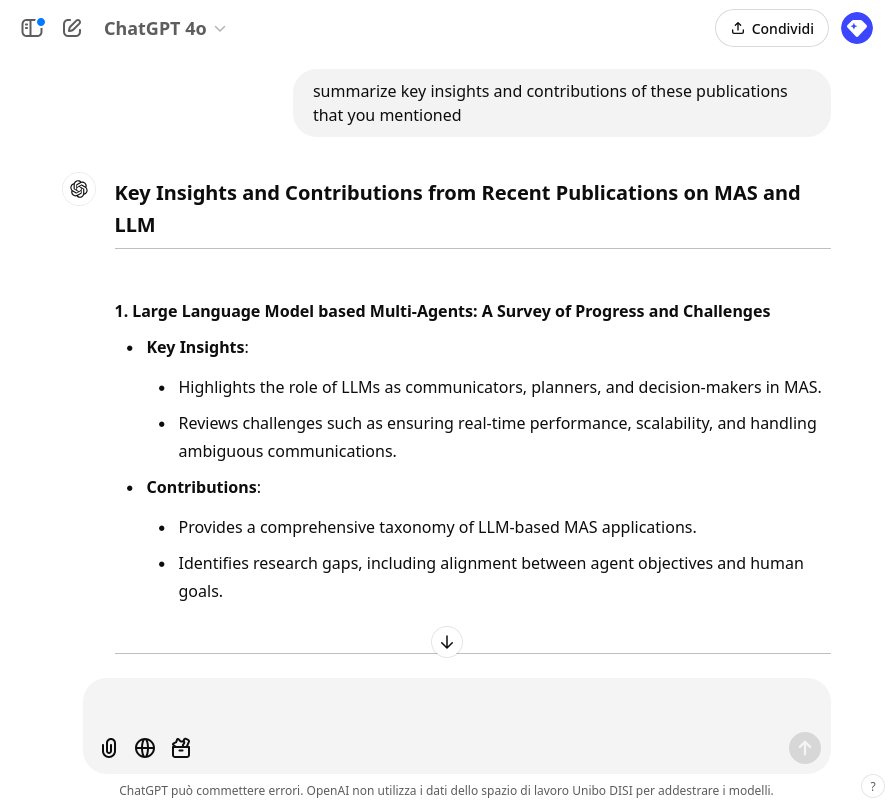 ChatGPT 4o
Condividi
summarize key insights and contributions of these publications
that you mentioned
Key Insights and Contributions from Recent Publications on MAS and
LLM
1. Large Language Model based Multi-Agents: A Survey of Progress and Challenges
• Key Insights:
• Highlights the role of LLMs as communicators, planners, and decision-makers in MAS.
• Reviews challenges such as ensuring real-time performance, scalability, and handling
ambiguous communications.
• Contributions:
• Provides a comprehensive taxonomy of LLM-based MAS applications.
• Identifies research gaps, including alignment between agent objectives and human
goals.
ChatGPT può commettere errori. OpenAI non utilizza i dati dello spazio di lavoro Unibo DISI per addestrare i modelli.
?